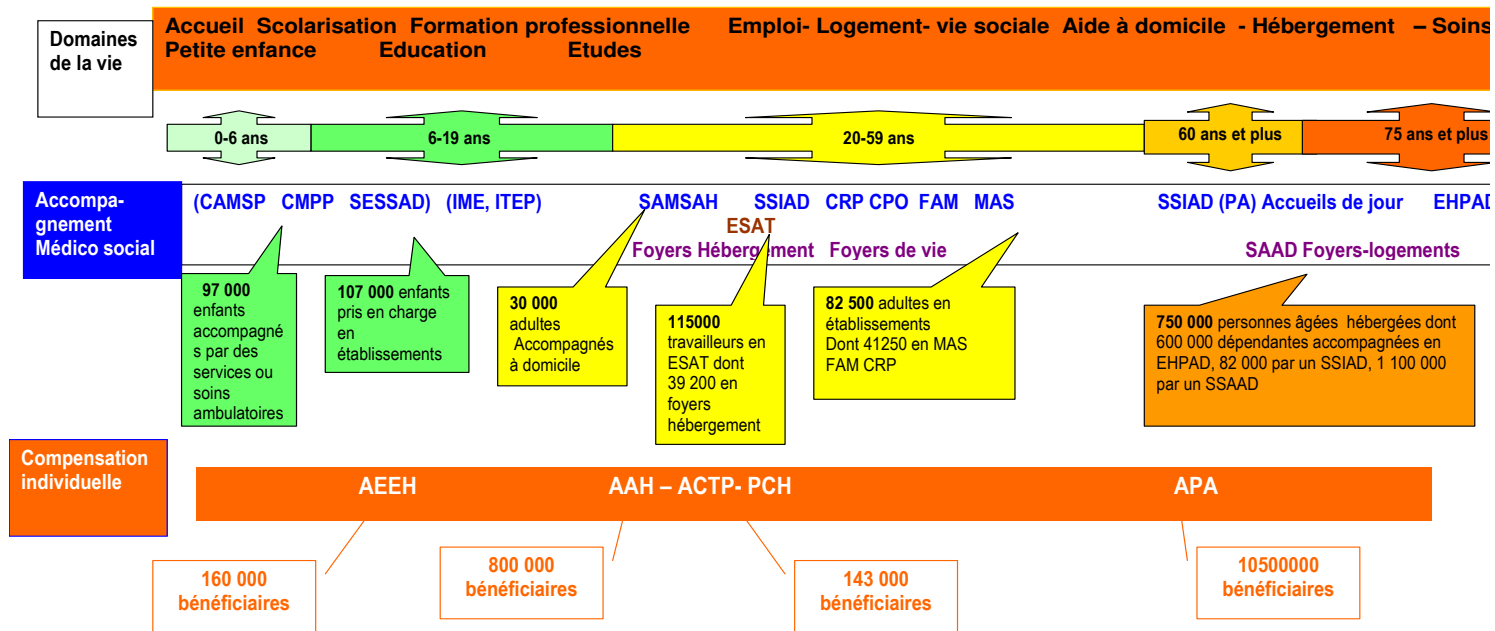 Domaines
de la vie
Accueil Scolarisation Formation professionnelle Emploi- Logement- vie sociale Aide à domicile - Hébergement – Soins
Petite enfance Education Etudes
0-6 ans
6-19 ans
20-59 ans
60 ans et plus
75 ans et plus
Accompa-
gnement
Médico social
(CAMSP CMPP SESSAD) (IME, ITEP) SAMSAH SSIAD CRP CPO FAM MAS SSIAD (PA) Accueils de jour EHPAD
ESAT
Foyers Hébergement Foyers de vie SAAD Foyers-logements
97 000
enfants
accompagné
s par des
services ou
soins
ambulatoires
107 000 enfants
pris en charge
en
établissements
30 000
adultes
Accompagnés
à domicile
115000
travailleurs en
ESAT dont
39 200 en
foyers
hébergement
82 500 adultes en
établissements
Dont 41250 en MAS
FAM CRP
750 000 personnes âgées hébergées dont
600 000 dépendantes accompagnées en
EHPAD, 82 000 par un SSIAD, 1 100 000
par un SSAAD
Compensation
individuelle
AEEH
AAH – ACTP- PCH
APA
160 000
bénéficiaires
800 000
bénéficiaires
143 000
bénéficiaires
10500000
bénéficiaires